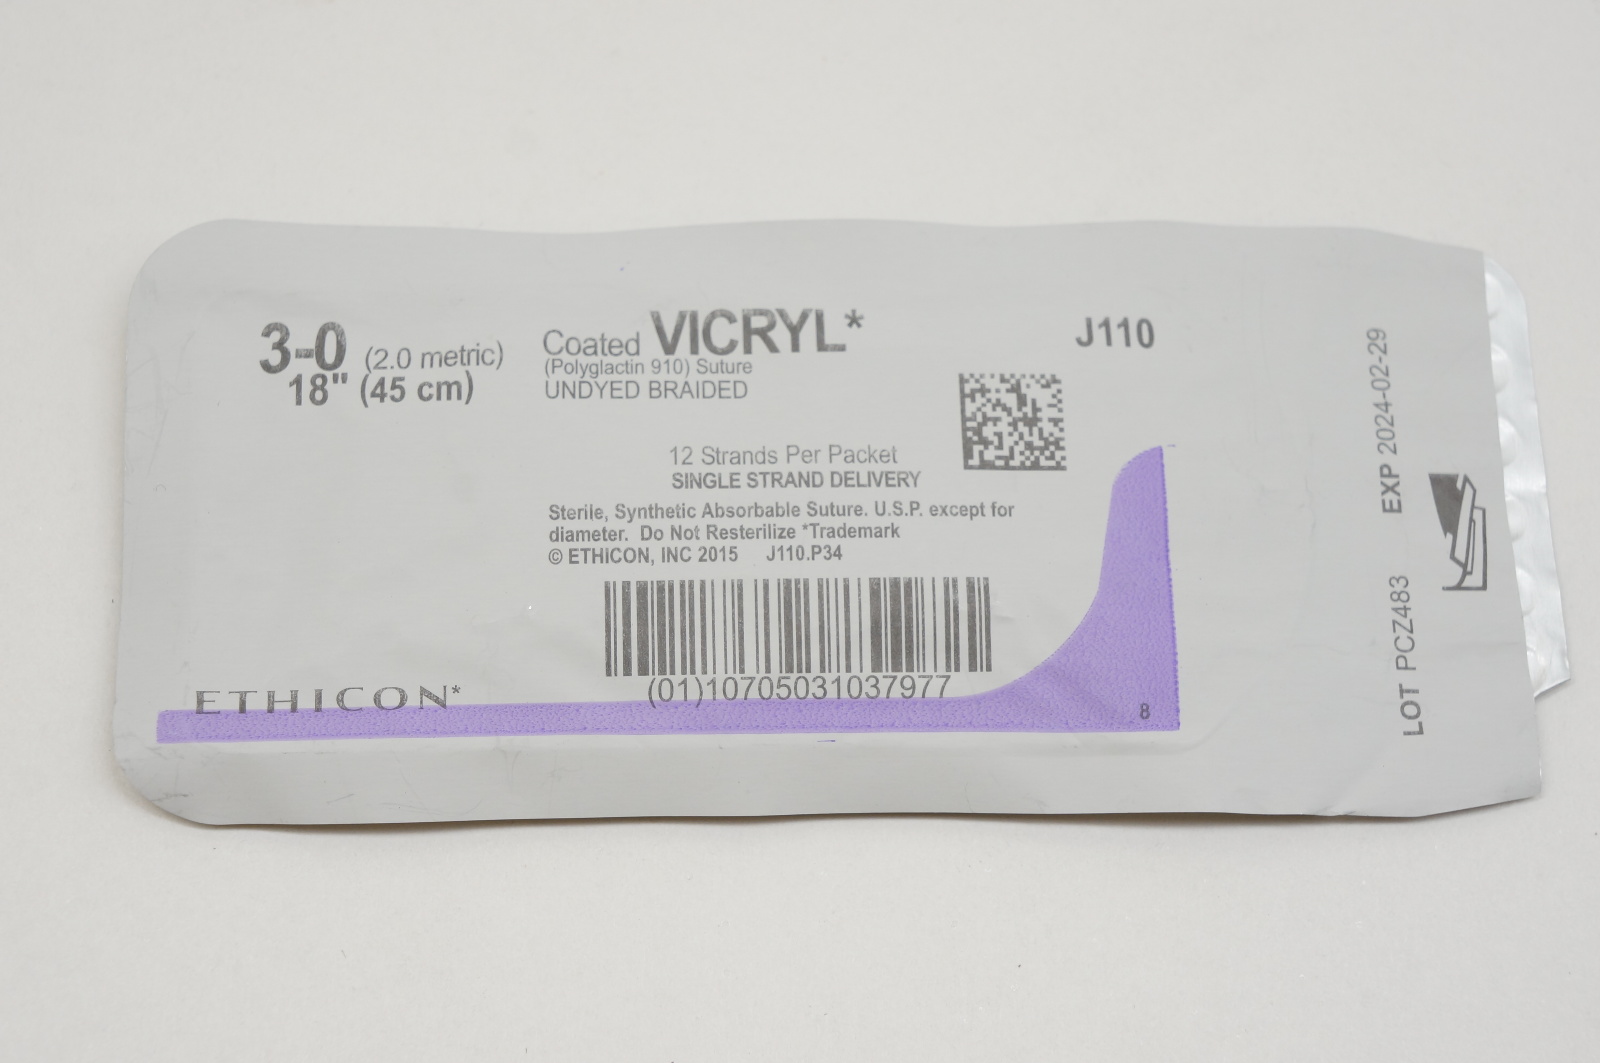 3-0 (2.0 metric)
18" (45 cm)
Coated VICRYL*
(Polyglactin 910) Suture
UNDYED BRAIDED
J110
12 Strands Per Packet
SINGLE STRAND DELIVERY
Sterile, Synthetic Absorbable Suture. U.S.P. except for
diameter. Do Not Resterilize *Trademark
© ETHICON, INC 2015 J110.P34
(01)10705031037977
ETHICON*
8
LOT PCZ483 EXP 2024-02-29